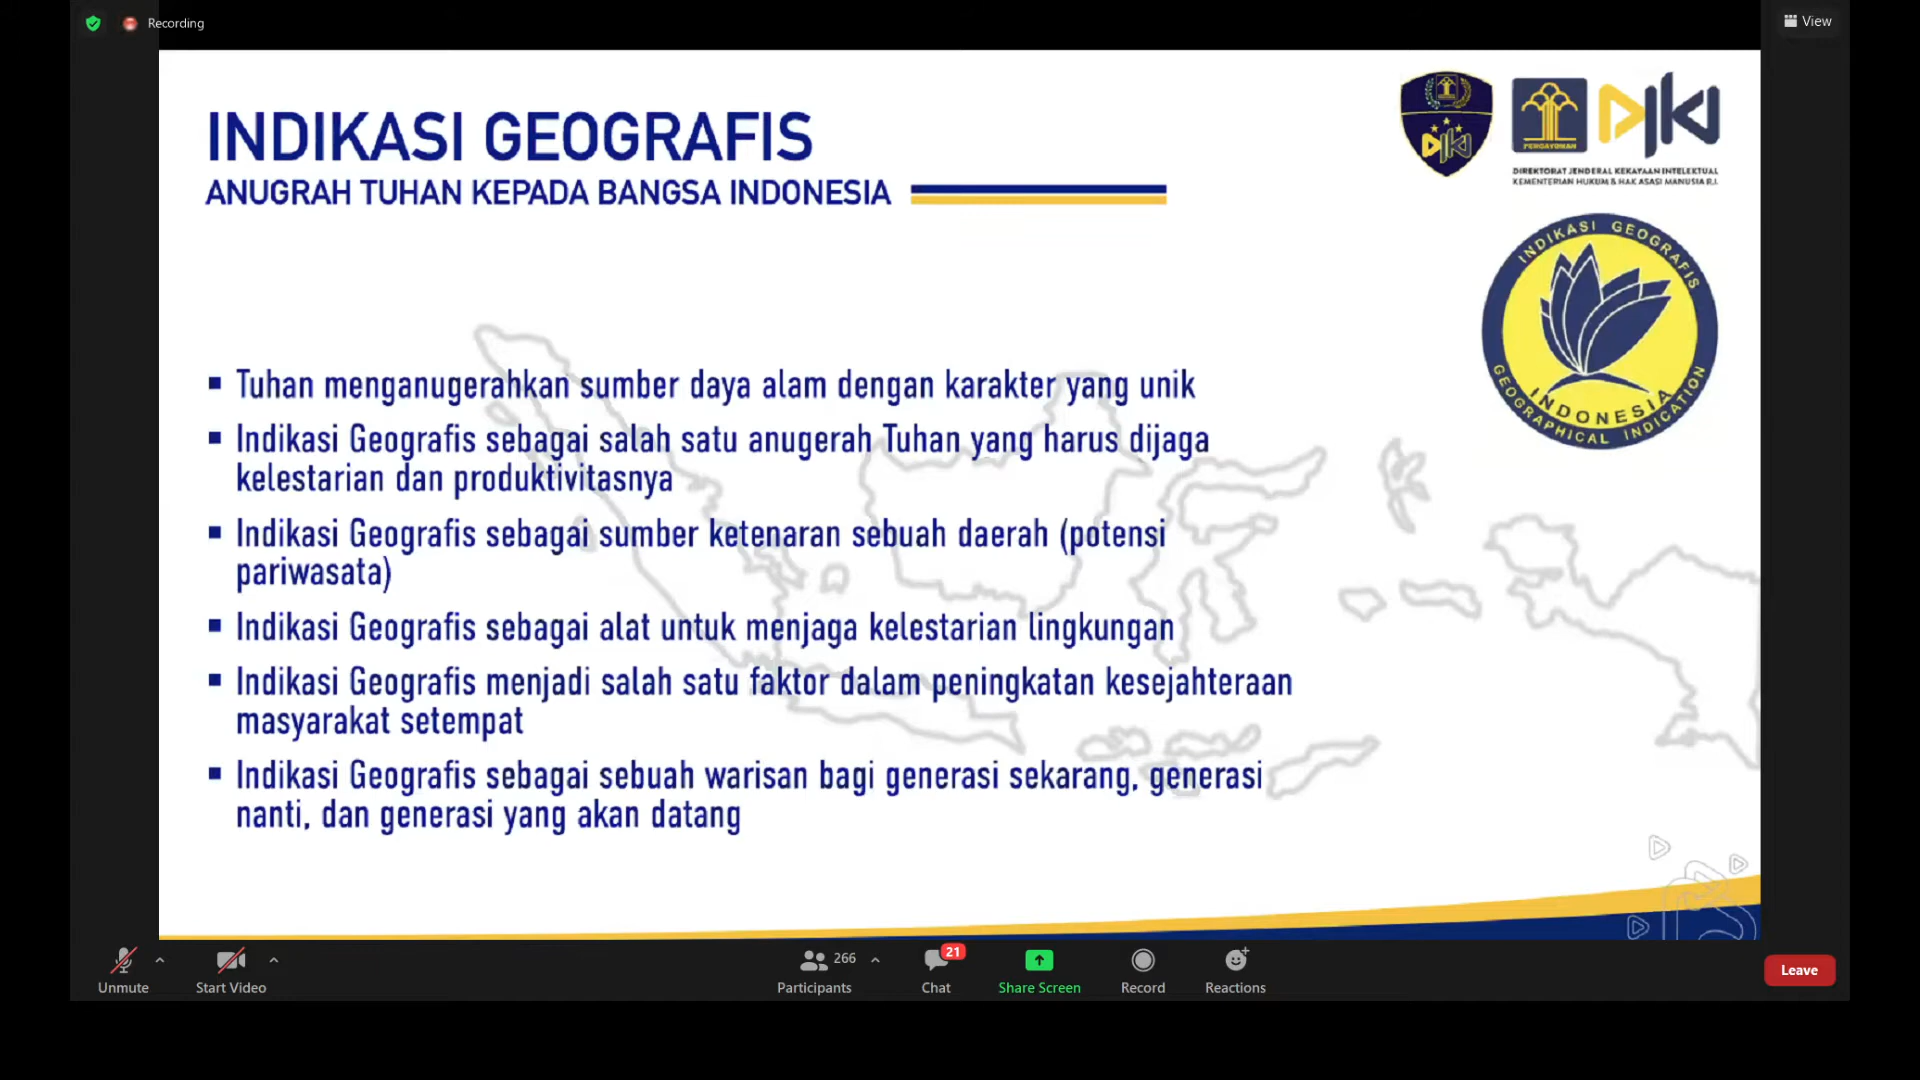 Recording
View
INDIKASI GEOGRAFIS
ANUGRAH TUHAN KEPADA BANGSA INDONESIA
DJKI
PENGAYOMAN
DJKI
DIREKTORAT JENDERAL KEKAYAAN INTELEKTUAL
KEMENTERIAN HUKUM & HAK ASASI MANUSIA R.I.
INDIKASI GEOGRAFIS
INDONESIA
GEOGRAPHICAL INDICATION
▪ Tuhan menganugerahkan sumber daya alam dengan karakter yang unik
▪ Indikasi Geografis sebagai salah satu anugerah Tuhan yang harus dijaga
kelestarian dan produktivitasnya
▪ Indikasi Geografis sebagai sumber ketenaran sebuah daerah (potensi
pariwasata)
▪ Indikasi Geografis sebagai alat untuk menjaga kelestarian lingkungan
▪ Indikasi Geografis menjadi salah satu faktor dalam peningkatan kesejahteraan
masyarakat setempat
▪ Indikasi Geografis sebagai sebuah warisan bagi generasi sekarang, generasi
nanti, dan generasi yang akan datang
Unmute
Start Video
266
Participants
21
Chat
Share Screen
Record
Reactions
Leave